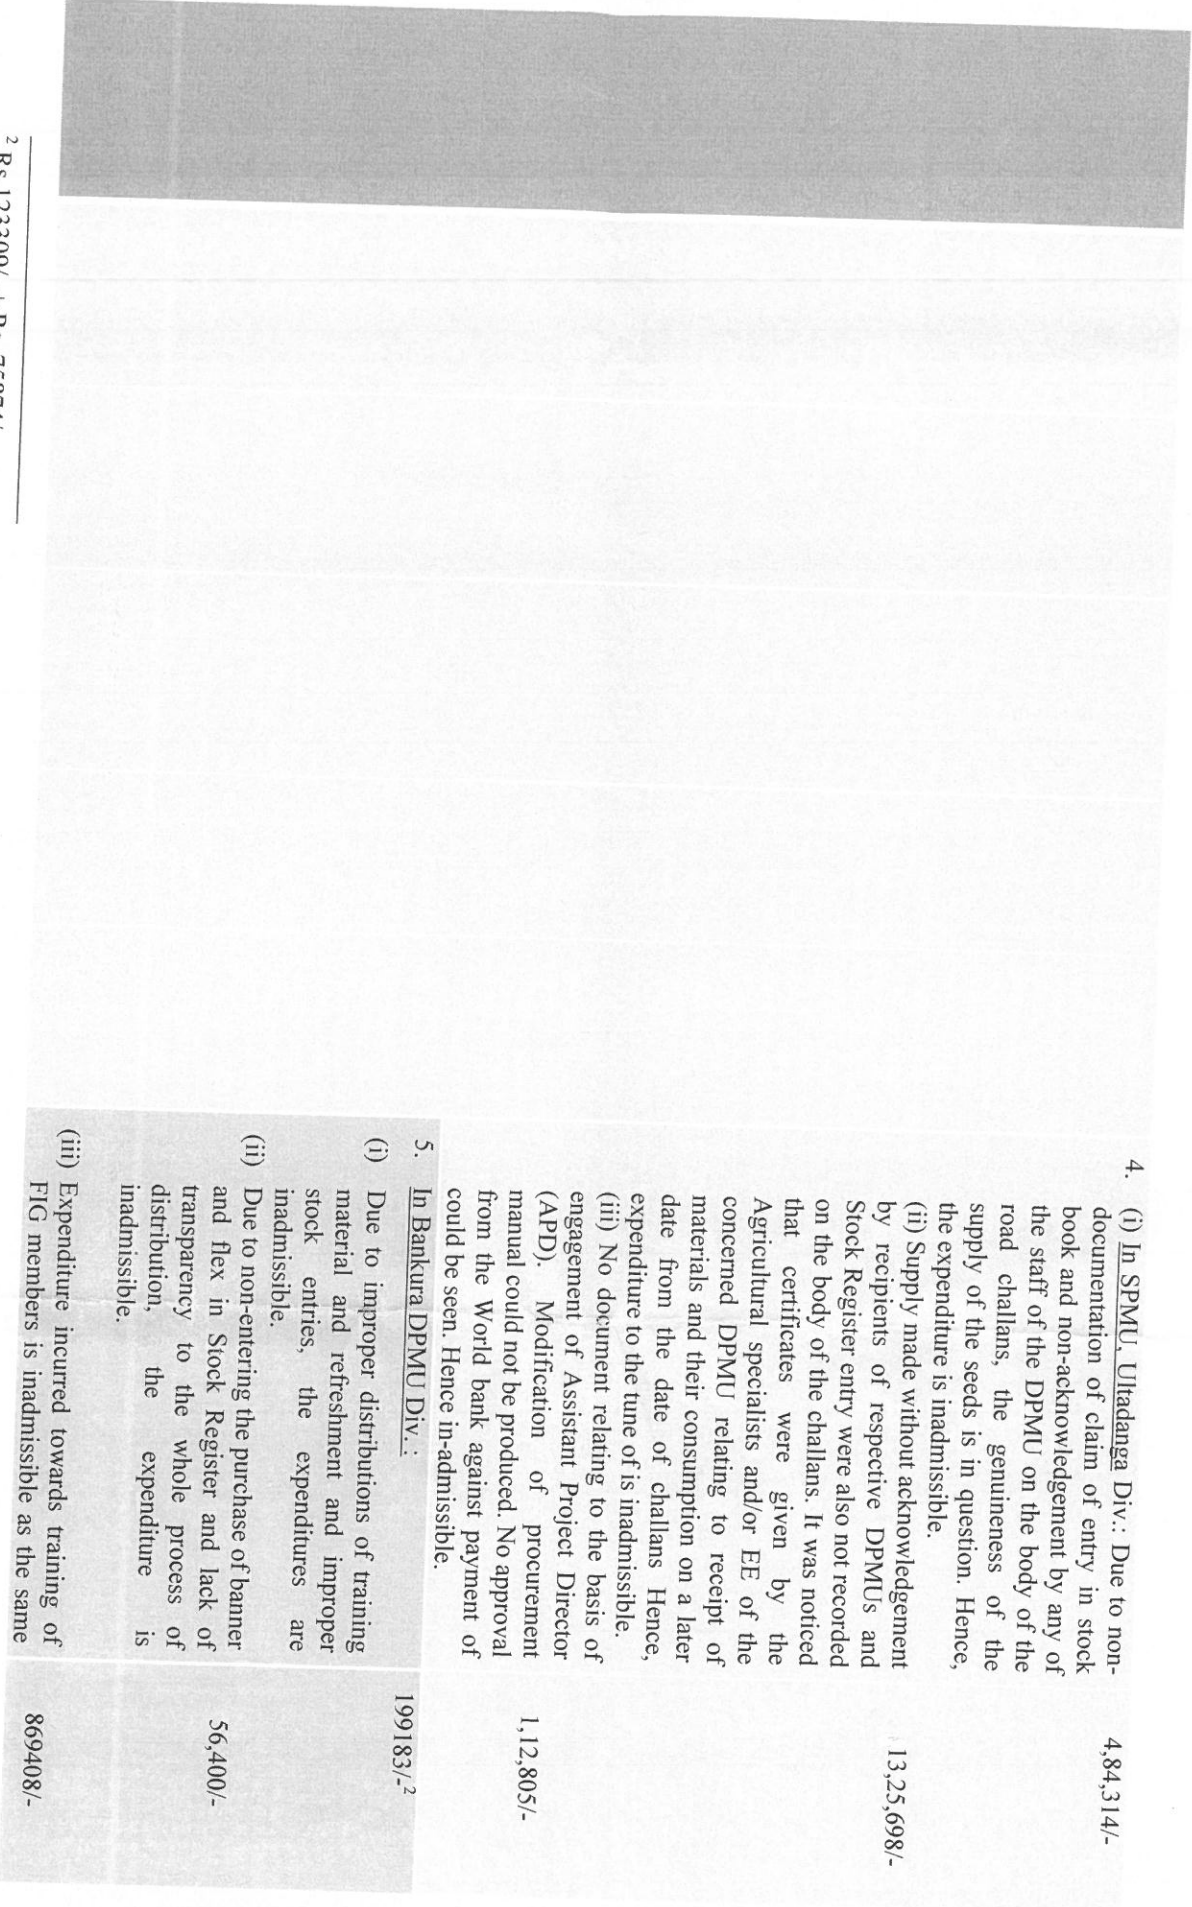 4. (i) In SPMU, Ultadanga Div.: Due to non- 4,84,314/-
documentation of claim of entry in stock
book and non-acknowledgement by any of
the staff of the DPMU on the body of the
road challans, the genuineness of the
supply of the seeds is in question. Hence,
the expenditure is inadmissible.
(ii) Supply made without acknowledgement 13,25,698/-
by recipients of respective DPMUs and
Stock Register entry were also not recorded
on the body of the challans. It was noticed
that certificates were given by the
Agricultural specialists and/or EE of the
concerned DPMU relating to receipt of
materials and their consumption on a later
date from the date of challans Hence,
expenditure to the tune of is inadmissible.
(iii) No document relating to the basis of
engagement of Assistant Project Director
(APD). Modification of procurement 1,12,805/-
manual could not be produced. No approval
from the World bank against payment of
could be seen. Hence in-admissible.
5. In Bankura DPMU Div. :
199183/-2
(i) Due to improper distributions of training
material and refreshment and improper
stock entries, the expenditures are
inadmissible.
(ii) Due to non-entering the purchase of banner
and flex in Stock Register and lack of 56,400/-
transparency to the whole process of
distribution, the expenditure is
inadmissible.
(iii) Expenditure incurred towards training of
FIG members is inadmissible as the same 869408/-
2 Rs